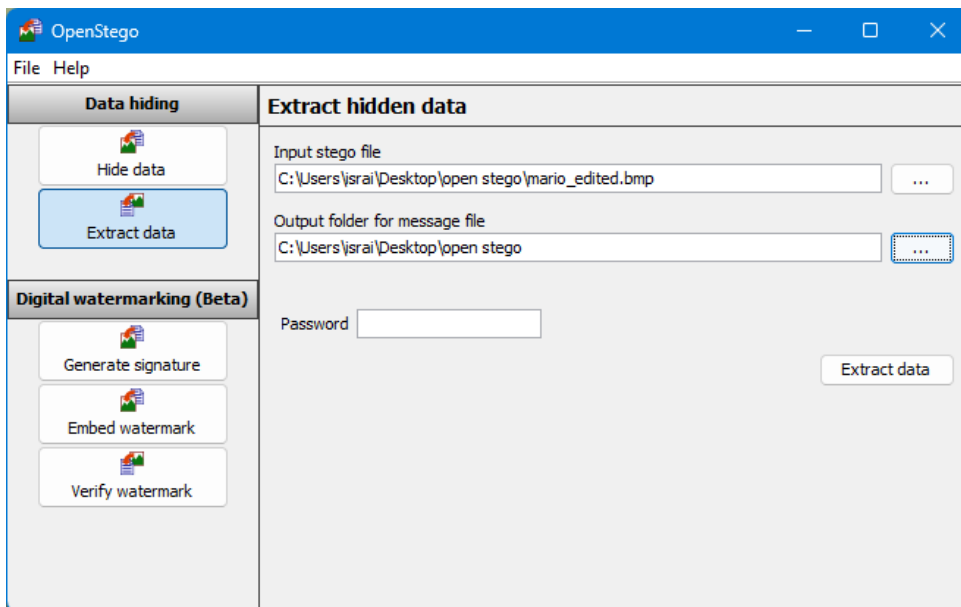 OpenStego
File Help
Data hiding
Hide data
Extract data
Digital watermarking (Beta)
Generate signature
Embed watermark
Verify watermark
Extract hidden data
Input stego file
C:\Users\israi\Desktop\open stego\mario_edited.bmp
...
Output folder for message file
C:\Users\israi\Desktop\open stego
...
Password
Extract data